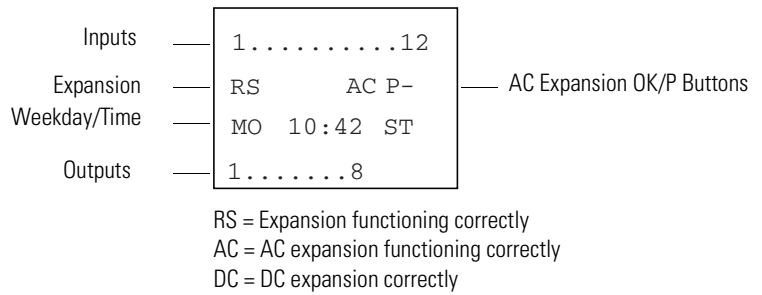 Inputs
1..........12
Expansion
RS AC P-
AC Expansion OK/P Buttons
Weekday/Time
MO 10:42 ST
Outputs
1.......8
RS = Expansion functioning correctly
AC = AC expansion functioning correctly
DC = DC expansion correctly